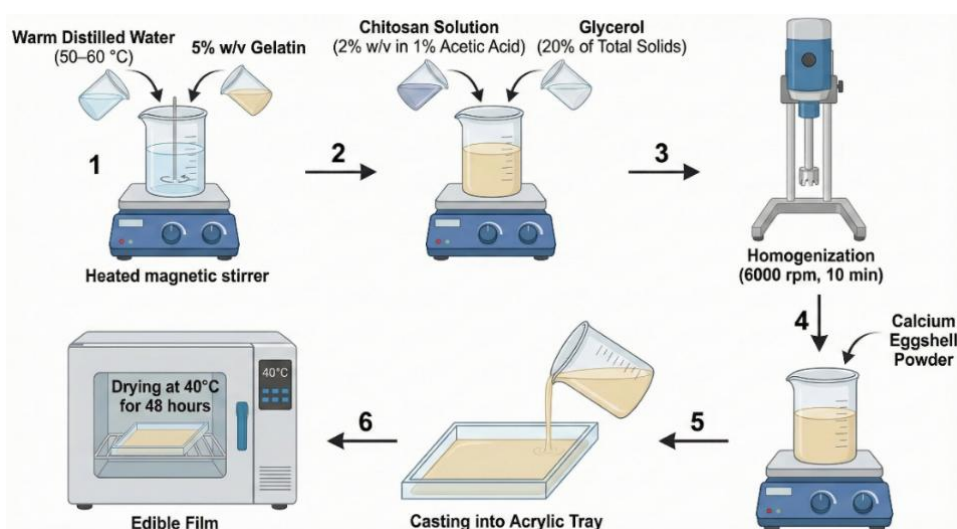 Warm Distilled Water
(50–60 °C)
5% w/v Gelatin
1
Heated magnetic stirrer
2
Chitosan Solution
(2% w/v in 1% Acetic Acid)
Glycerol
(20% of Total Solids)
3
Homogenization
(6000 rpm, 10 min)
4
Calcium
Eggshell
Powder
5
Casting into Acrylic Tray
6
40°C
Drying at 40°C
for 48 hours
Edible Film